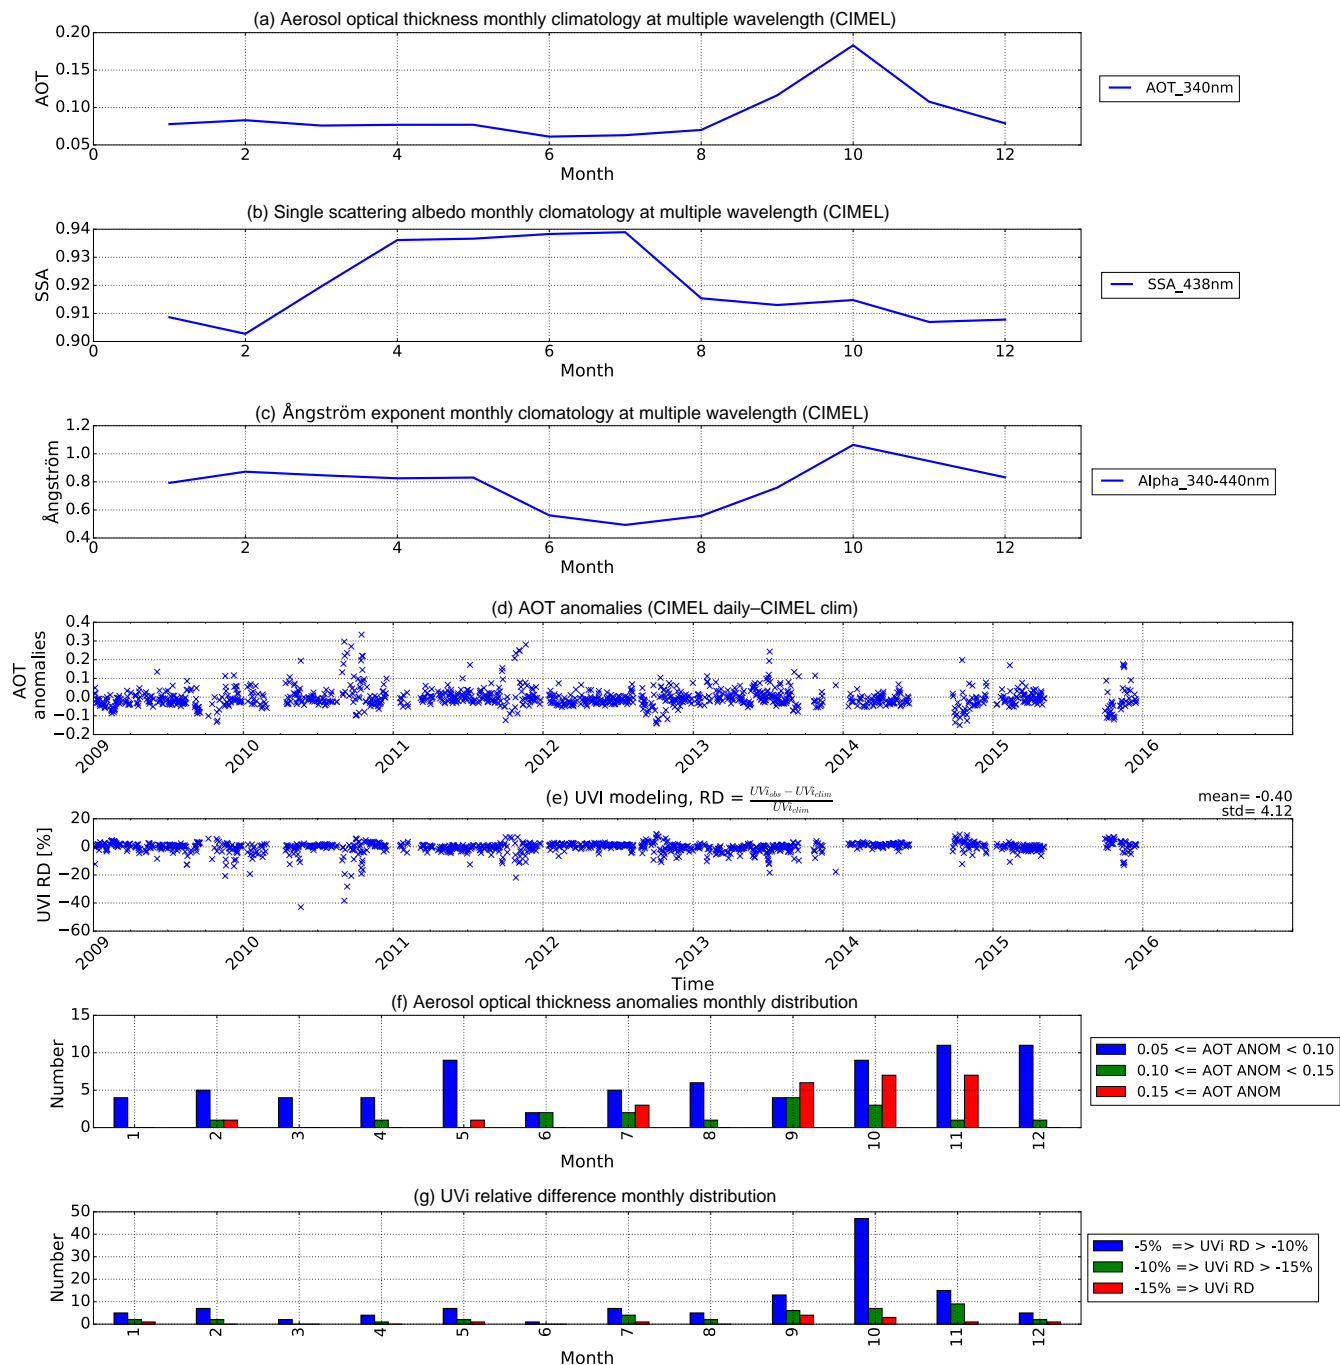 (a) Aerosol optical thickness monthly climatology at multiple wavelength (CIMEL)
0.20
0.15
0.10
0.05
AOT
0 2 4 6 8 10 12
Month
AOT_340nm
(b) Single scattering albedo monthly clomatology at multiple wavelength (CIMEL)
0.94
0.93
0.92
0.91
0.90
SSA
0 2 4 6 8 10 12
Month
SSA_438nm
(c) Ångström exponent monthly clomatology at multiple wavelength (CIMEL)
1.2
1.0
0.8
0.6
0.4
Ångström
0 2 4 6 8 10 12
Month
Alpha_340-440nm
(d) AOT anomalies (CIMEL daily–CIMEL clim)
0.4
0.3
0.2
0.1
0.0
−0.1
−0.2
AOT
anomalies
2009 2010 2011 2012 2013 2014 2015 2016
(e) UVI modeling, RD = UVi_obs − UVi_clim / UVi_clim
mean= -0.40
std= 4.12
20
0
−20
−40
−60
UVI RD [%]
2009 2010 2011 2012 2013 2014 2015 2016
Time
(f) Aerosol optical thickness anomalies monthly distribution
15
10
5
0
Number
1 2 3 4 5 6 7 8 9 10 11 12
Month
0.05 <= AOT ANOM < 0.10
0.10 <= AOT ANOM < 0.15
0.15 <= AOT ANOM
(g) UVi relative difference monthly distribution
50
40
30
20
10
0
Number
1 2 3 4 5 6 7 8 9 10 11 12
Month
-5% => UVi RD > -10%
-10% => UVi RD > -15%
-15% => UVi RD